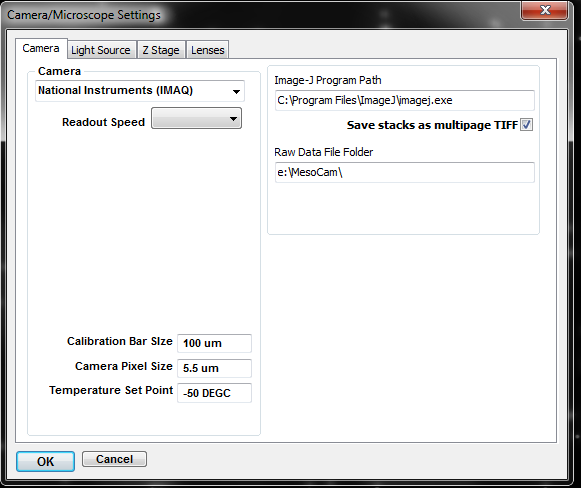 Camera/Microscope Settings
Camera
Light Source
Z Stage
Lenses
Camera
National Instruments (IMAQ)
Readout Speed
Calibration Bar SIze
100 um
Camera Pixel Size
5.5 um
Temperature Set Point
-50 DEGC
Image-J Program Path
C:\Program Files\ImageJ\imagej.exe
Save stacks as multipage TIFF
Raw Data File Folder
e:\MesoCam\
OK
Cancel